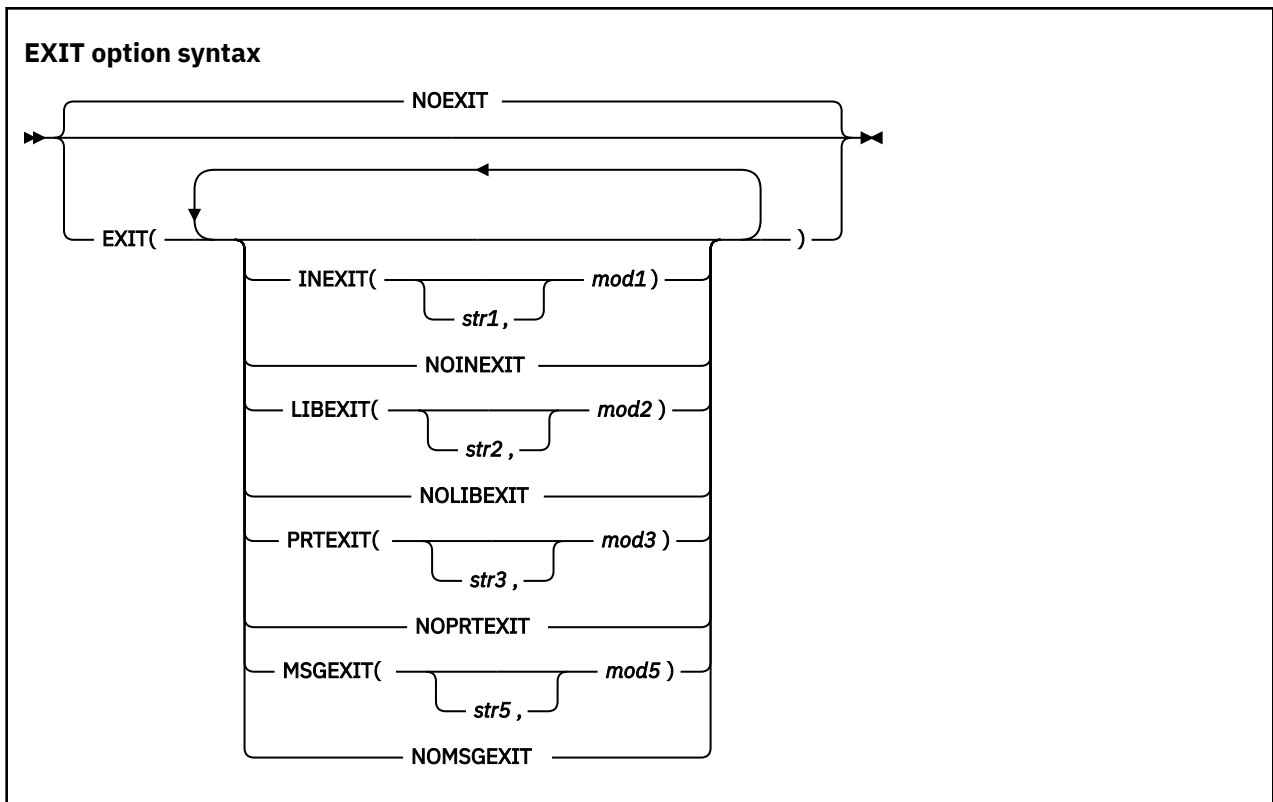 EXIT option syntax
NOEXIT
EXIT( )
INEXIT( mod1 )
str1 ,
NOINEXIT
LIBEXIT( mod2 )
str2 ,
NOLIBEXIT
PRTEXIT( mod3 )
str3 ,
NOPRTEXIT
MSGEXIT( mod5 )
str5 ,
NOMSGEXIT